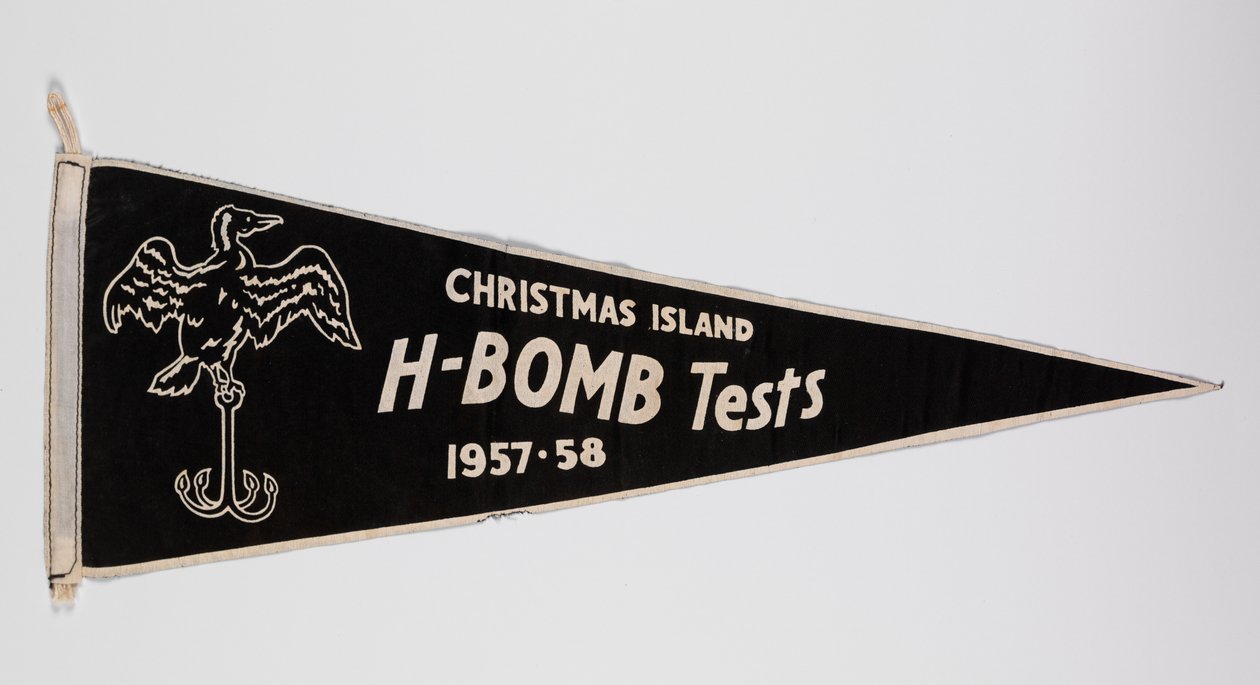 CHRISTMAS ISLAND
H-BOMB Tests
1957·58